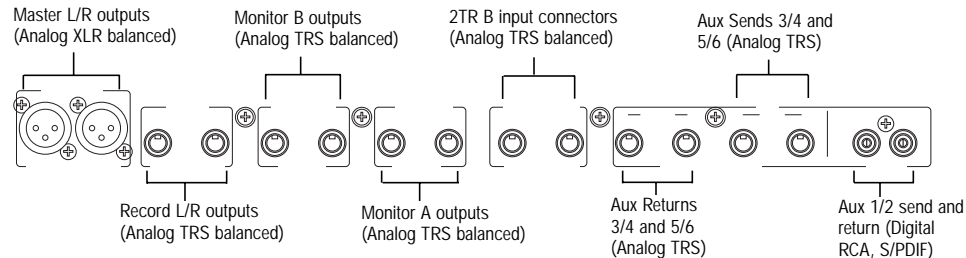 Master L/R outputs
(Analog XLR balanced)
Monitor B outputs
(Analog TRS balanced)
2TR B input connectors
(Analog TRS balanced)
Aux Sends 3/4 and
5/6 (Analog TRS)
Record L/R outputs
(Analog TRS balanced)
Monitor A outputs
(Analog TRS balanced)
Aux Returns
3/4 and 5/6
(Analog TRS)
Aux 1/2 send and
return (Digital
RCA, S/PDIF)